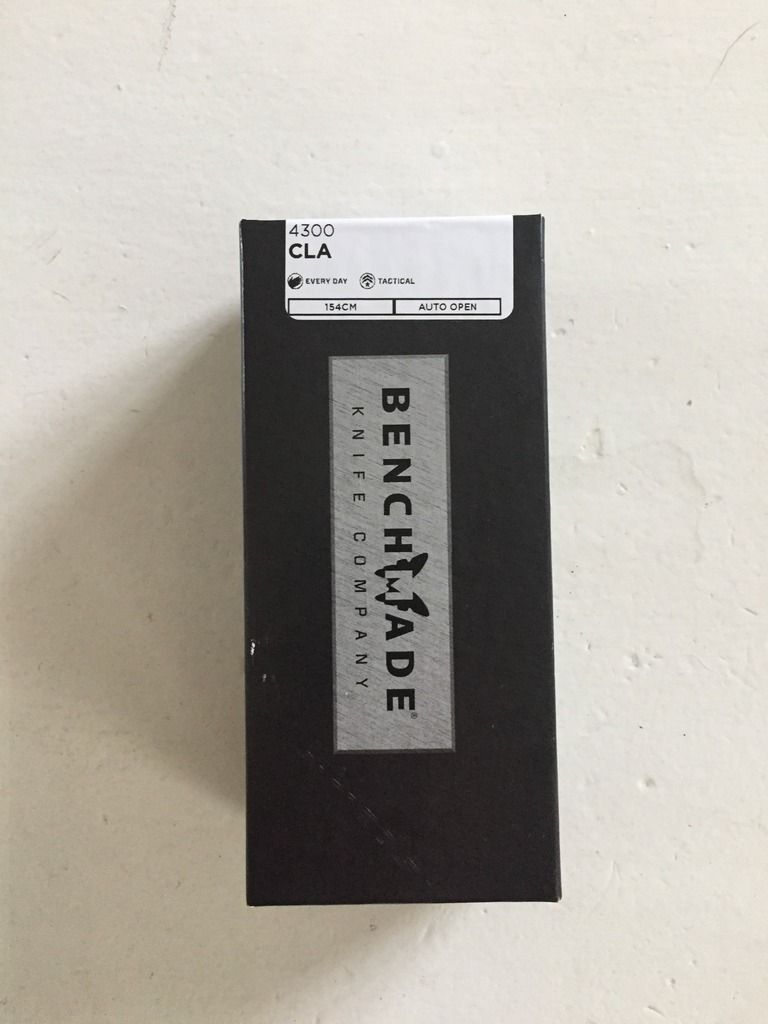 4300
CLA
EVERY DAY TACTICAL
154CM AUTO OPEN
BENCHMADE®
KNIFE COMPANY